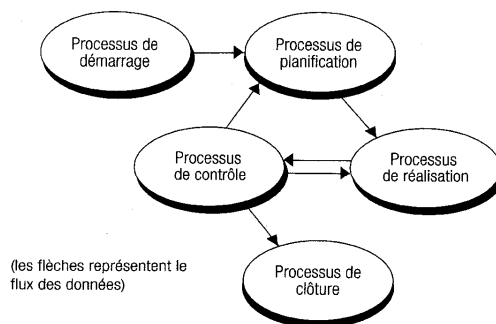 Processus de
démarrage
Processus de
planification
Processus
de contrôle
Processus
de réalisation
(les flèches représentent le
flux des données)
Processus de
clôture